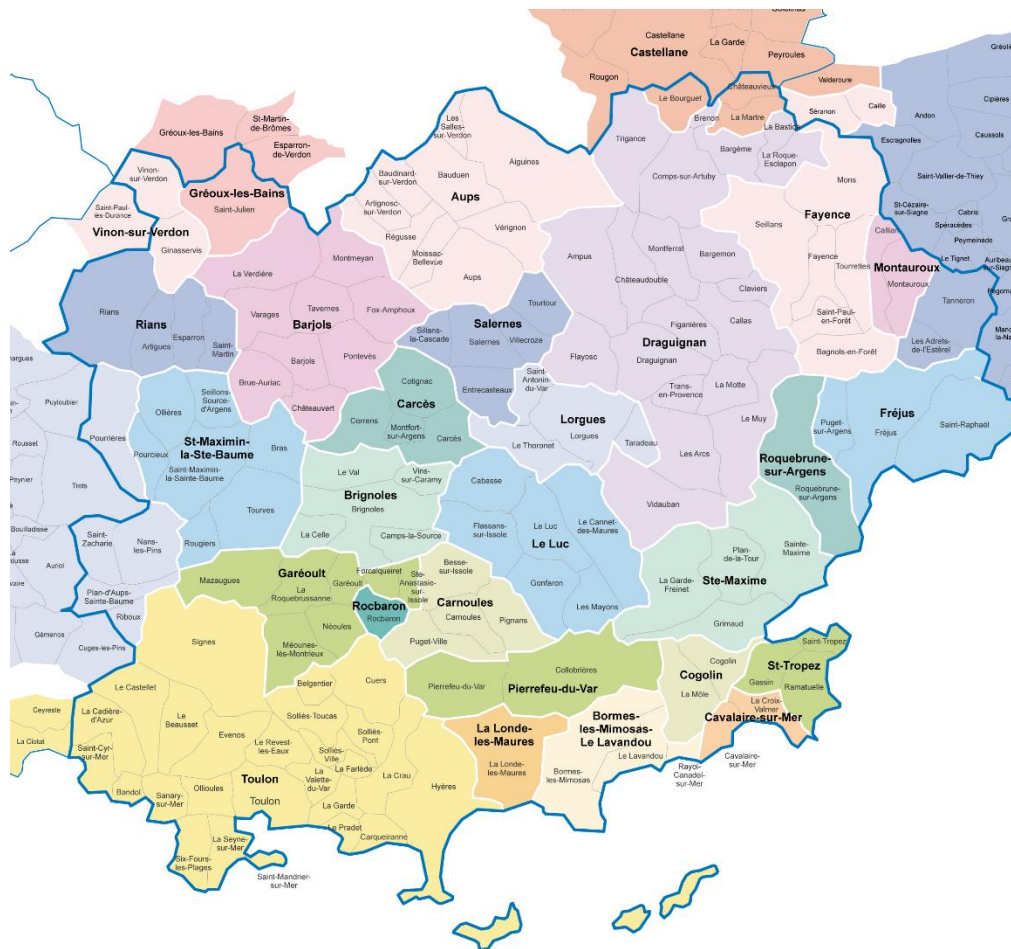 Soleilhas
Castellane
La Garde
Castellane
Peyroules
Rougon
Châteauvieux
Valderoure
Le Bourguet
La Martre
Brenon
Séranon
Caille
Gréoliè
Cipières
Andon
Caussols
Escragnolles
St-Martin-
de-Brômes
Gréoux-les-Bains
Esparron-
de-Verdon
Les
Salles-
sur-Verdon
Trigance
La Bastide
Bargème
La Roque-
Esclapon
Vinon-
sur-Verdon
Baudinard-
sur-Verdon
Bauduen
Aiguines
Comps-sur-Artuby
Mons
Saint-Vallier-de-Thiey
Gréoux-les-Bains
Saint-Julien
Aups
Artignosc-
sur-Verdon
Saint-Paul-
lès-Durance
Vinon-sur-Verdon
Régusse
Vérignon
Seillans
Fayence
St-Cézaire-
sur-Siagne
Cabris
Spéracèdes
Peymeinade
Callian
Ginasservis
Montmeyan
Moissac-
Bellevue
Aups
Montferrat
Bargemon
Ampus
Fayence
Tourrettes
Montauroux
Montauroux
Le Tignet
Auribeau
-sur-Siagne
La Verdière
Châteaudouble
Claviers
Tanneron
Pégomas
Rians
Rians
Varages
Tavernes
Fox-Amphoux
Barjols
Tourtour
Salernes
Sillans-
la-Cascade
Salernes
Villecroze
Figanières
Callas
Saint-Paul-
en-Forêt
Esparron
Artigues
Saint-
Martin
Draguignan
Draguignan
Flayosc
Bagnols-en-Forêt
Les Adrets-
de-l'Estérel
Barjols
Pontevès
Brue-Auriac
Cotignac
Entrecasteaux
Saint-
Antonin-
du-Var
Trans-
en-Provence
La Motte
Puyloubier
Seillons-
Source-
d'Argens
Ollières
Châteauvert
Carcès
Correns
Montfort-
sur-Argens
Carcès
Lorgues
Lorgues
Le Thoronet
Taradeau
Le Muy
Puget-
sur-Argens
Fréjus
Fréjus
Saint-Raphaël
Rousset
Pourrières
St-Maximin-
la-Ste-Baume
Pourcieux
Bras
Saint-Maximin-
la-Sainte-Baume
Les Arcs
Roquebrune-
sur-Argens
Roquebrune-
sur-Argens
Peynier
Trets
Le Val
Vins-
sur-Caramy
Brignoles
Brignoles
Cabasse
Vidauban
Tourves
La Celle
Camps-la-Source
Flassans-
sur-Issole
Le Luc
Le Cannet-
des-Maures
Le Luc
Saint-
Zacharie
Nans-
les-Pins
Rougiers
Auriol
Plan-
de-la-Tour
Sainte-
Maxime
Ste-Maxime
Gonfaron
La Garde-
Freinet
Les Mayons
Grimaud
Mazaugues
Garéoult
Forcalqueiret
Garéoult
La
Roquebrussanne
Ste-
Anastasie-
sur-
Issole
Besse-
sur-Issole
Carnoules
Carnoules
Pignans
Puget-Ville
Rocbaron
Rocbaron
Plan-d'Aups-
Sainte-Baume
Riboux
Gémenos
Cuges-les-Pins
Signes
Néoules
Méounes-
lès-Montrieux
Belgentier
Cuers
Pierrefeu-du-Var
Collobrières
Pierrefeu-du-Var
Cogolin
Cogolin
La Môle
St-Tropez
Saint-Tropez
Gassin
Ramatuelle
La Croix-
Valmer
Cavalaire-sur-Mer
Cavalaire-
sur-Mer
Le Castellet
Ceyreste
La Ciotat
La Cadière-
d'Azur
Le
Beausset
Evenos
Solliès-Toucas
Solliès-
Pont
Solliès-
Ville
Le Revest-
les-Eaux
La Farlède
La Londe-
les-Maures
La Londe-
les-Maures
Bormes-
les-Mimosas-
Le Lavandou
Le Lavandou
Bormes-
les-Mimosas
Rayol-
Canadel-
sur-Mer
Saint-Cyr-
sur-Mer
Bandol
Sanary-
sur-Mer
Ollioules
Toulon
Toulon
La
Valette-
du-Var
La Crau
La Garde
Hyères
Le Pradet
Carqueiranne
La Seyne-
sur-Mer
Six-Fours-
les-Plages
Saint-Mandrier-
sur-Mer